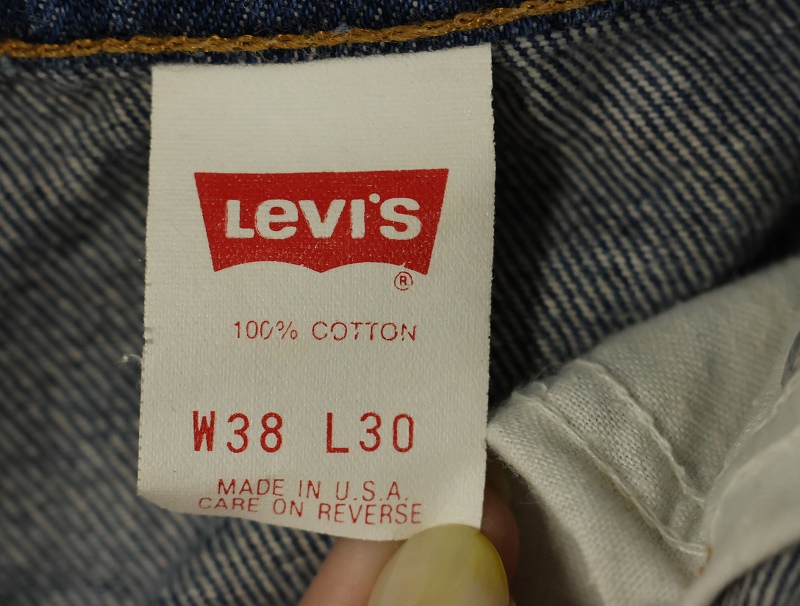 Levi's
®
100% COTTON
W38 L30
MADE IN U.S.A.
CARE ON REVERSE